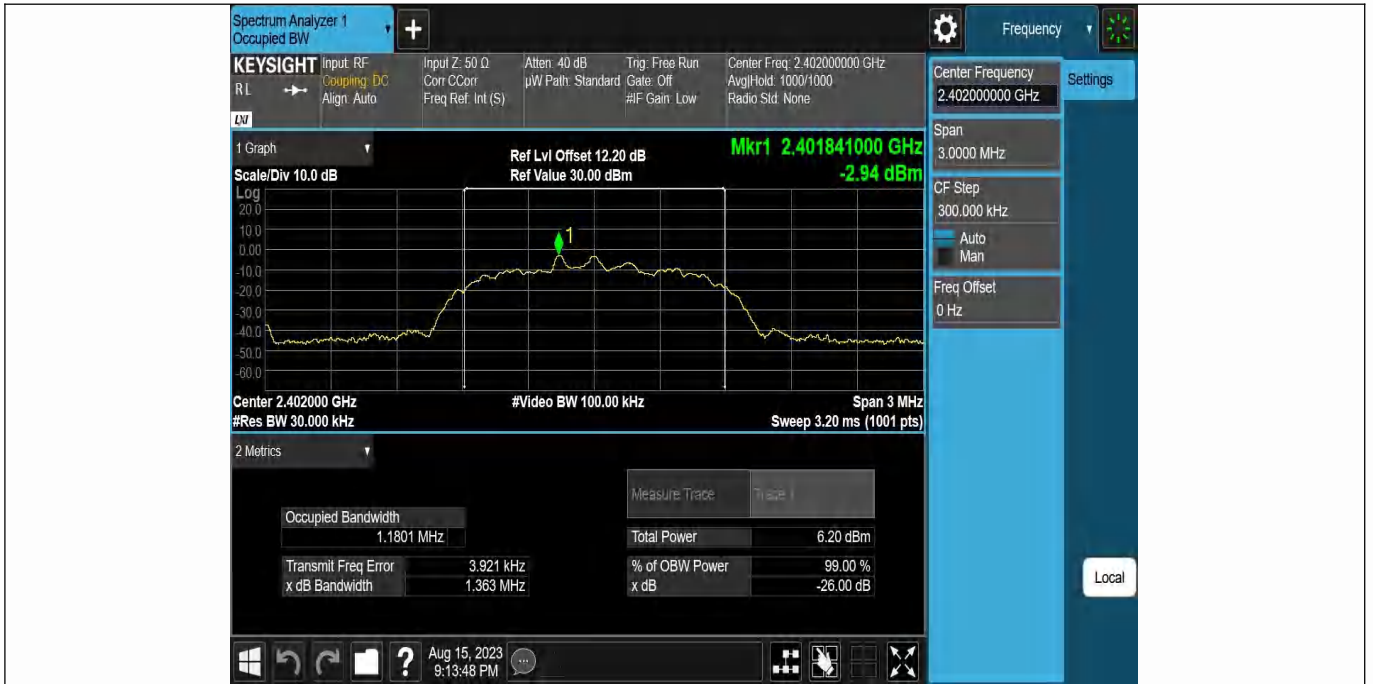 Spectrum Analyzer 1
Occupied BW
+
Frequency
KEYSIGHT
RL
LXI
Input: RF
Coupling: DC
Align: Auto
Input Z: 50 Ω
Corr CCorr
Freq Ref: Int (S)
Atten: 40 dB
µW Path: Standard
Trig: Free Run
Gate: Off
#IF Gain: Low
Center Freq: 2.402000000 GHz
Avg|Hold: 1000/1000
Radio Std: None
Center Frequency
2.402000000 GHz
Settings
Span
3.0000 MHz
CF Step
300.000 kHz
Auto
Man
Freq Offset
0 Hz
1 Graph
Scale/Div 10.0 dB
Ref Lvl Offset 12.20 dB
Ref Value 30.00 dBm
Mkr1 2.401841000 GHz
-2.94 dBm
Log
20.0
10.0
0.00
-10.0
-20.0
-30.0
-40.0
-50.0
-60.0
1
Center 2.402000 GHz
#Res BW 30.000 kHz
#Video BW 100.00 kHz
Span 3 MHz
Sweep 3.20 ms (1001 pts)
2 Metrics
Measure Trace
Trace 1
Occupied Bandwidth
1.1801 MHz
Total Power
6.20 dBm
Transmit Freq Error
3.921 kHz
% of OBW Power
99.00 %
x dB Bandwidth
1.363 MHz
x dB
-26.00 dB
Local
?
Aug 15, 2023
9:13:48 PM